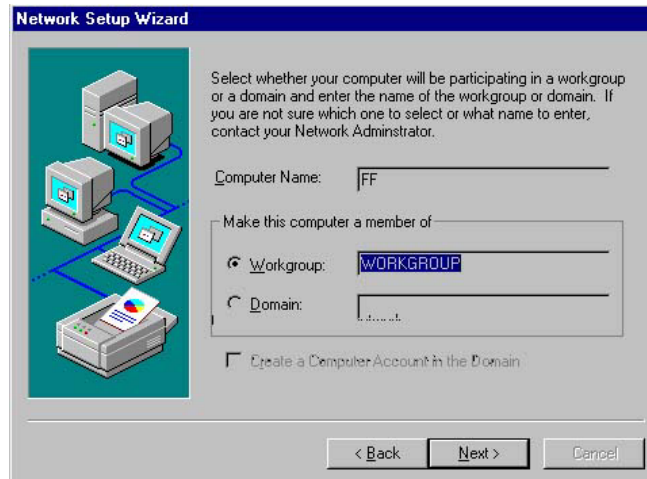 Network Setup Wizard
Select whether your computer will be participating in a workgroup
or a domain and enter the name of the workgroup or domain. If
you are not sure which one to select or what name to enter,
contact your Network Adminstrator.
Computer Name: FF
Make this computer a member of
Workgroup: WORKGROUP
Domain:
Create a Computer Account in the Domain
< Back Next > Cancel